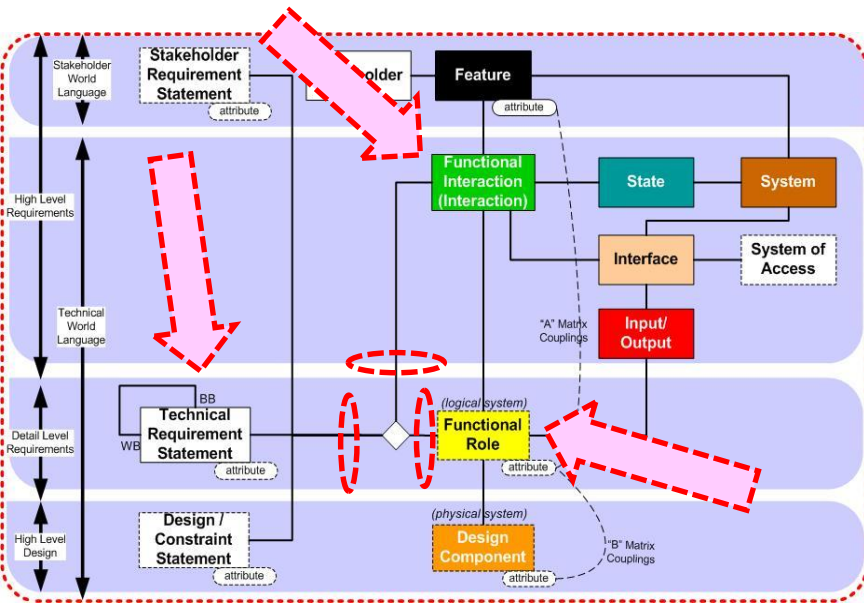 Stakeholder
World
Language
Stakeholder
Requirement
Statement
attribute
older
Feature
attribute
High Level
Requirements
Technical
World
Language
Functional
Interaction
(Interaction)
State
System
Interface
System of
Access
"A" Matrix
Couplings
Input/
Output
Detail Level
Requirements
BB
WB
Technical
Requirement
Statement
attribute
(logical system)
Functional
Role
attribute
High Level
Design
Design /
Constraint
Statement
attribute
(physical system)
Design
Component
attribute
"B" Matrix
Couplings